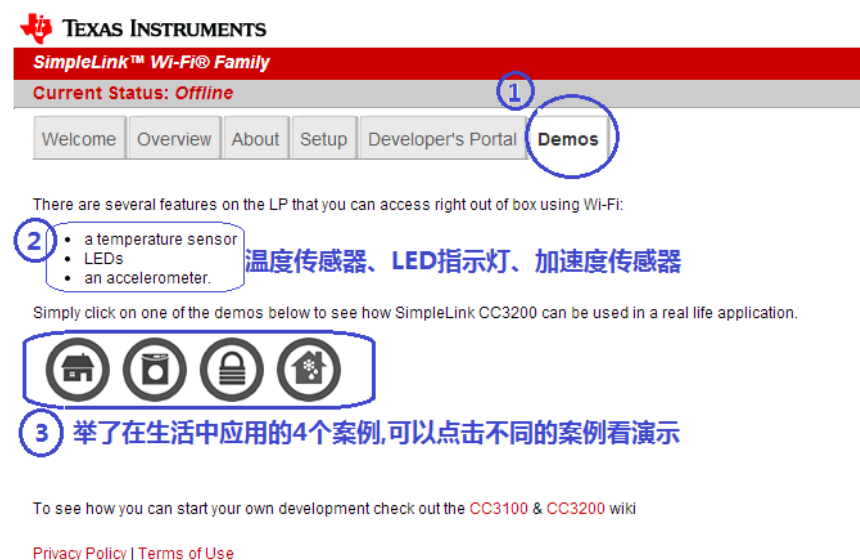 TEXAS INSTRUMENTS
SimpleLink™ Wi-Fi® Family
Current Status: Offline
1
Welcome Overview About Setup Developer's Portal Demos
There are several features on the LP that you can access right out of box using Wi-Fi:
2
• a temperature sensor
• LEDs
• an accelerometer.
温度传感器、LED指示灯、加速度传感器
Simply click on one of the demos below to see how SimpleLink CC3200 can be used in a real life application.
3 举了在生活中应用的4个案例,可以点击不同的案例看演示
To see how you can start your own development check out the CC3100 & CC3200 wiki
Privacy Policy | Terms of Use